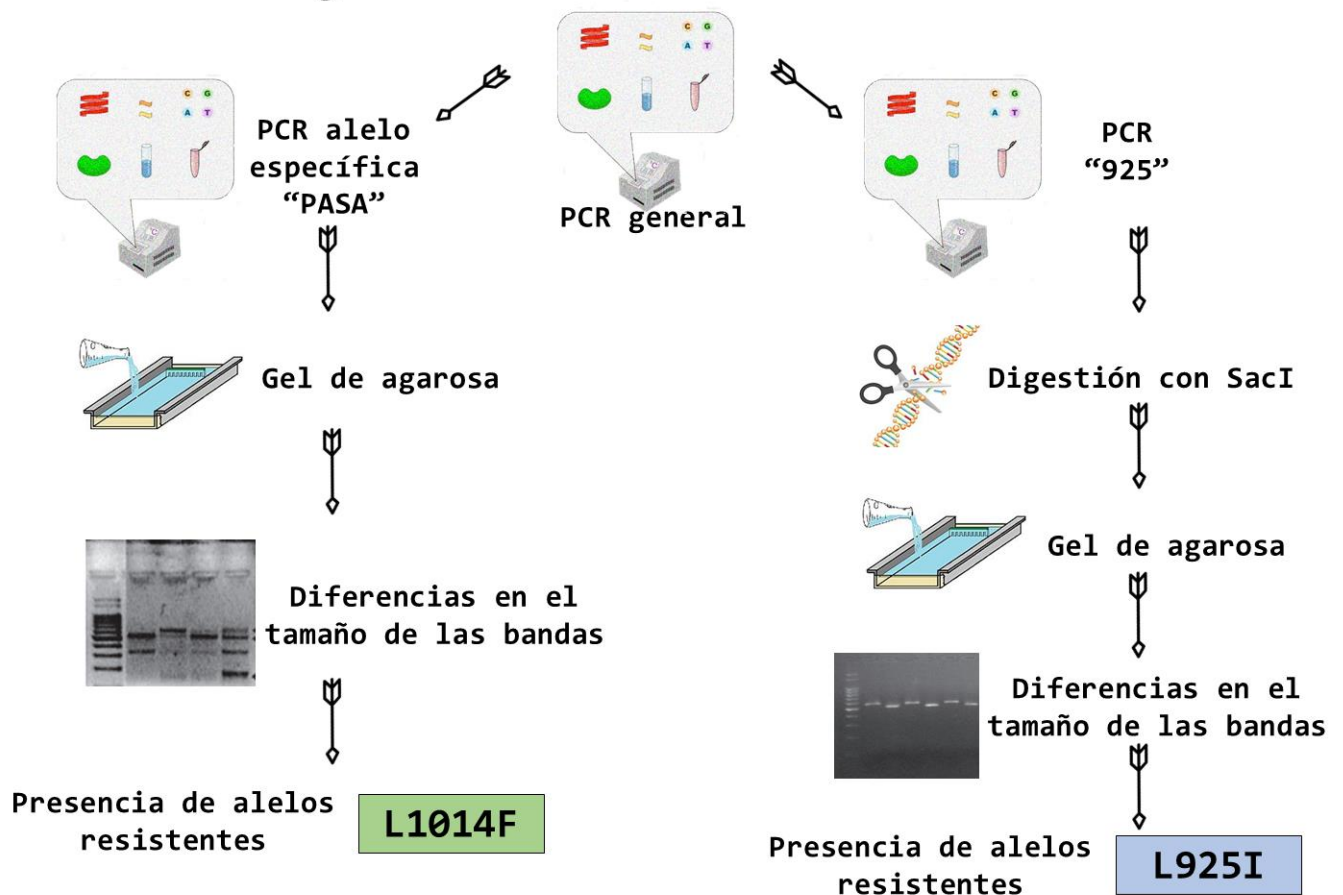 C G
A T
PCR general
C G
A T
PCR alelo
específica
“PASA”
Gel de agarosa
Diferencias en el
tamaño de las bandas
Presencia de alelos
resistentes
L1014F
C G
A T
PCR
“925”
Digestión con SacI
Gel de agarosa
Diferencias en el
tamaño de las bandas
Presencia de alelos
resistentes
L925I